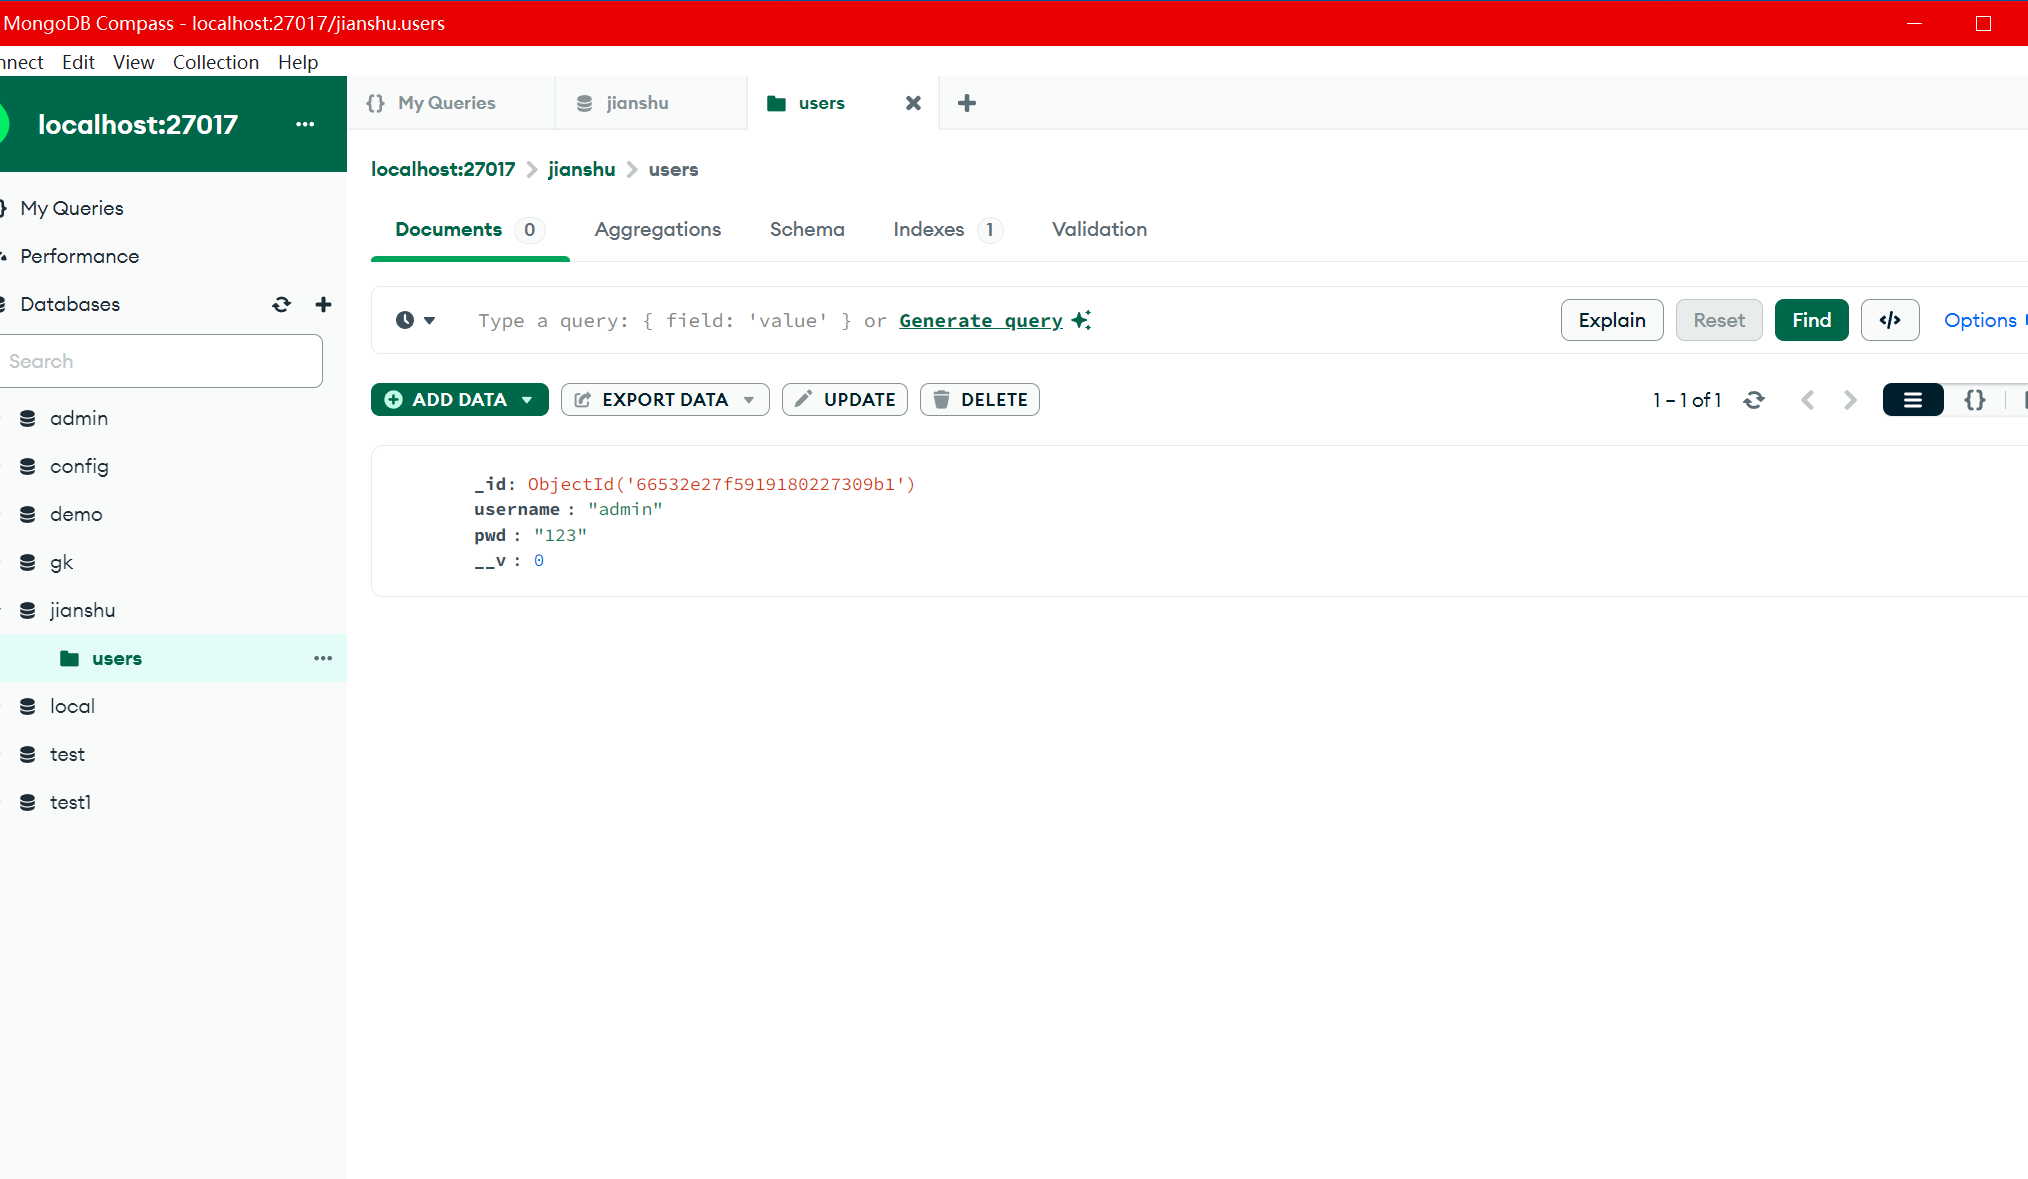 MongoDB Compass - localhost:27017/jianshu.users
nnect Edit View Collection Help
localhost:27017 ...
My Queries
Performance
Databases
Search
admin
config
demo
gk
jianshu
users ...
local
test
test1
{} My Queries jianshu users
localhost:27017 > jianshu > users
Documents 0 Aggregations Schema Indexes 1 Validation
Type a query: { field: 'value' } or Generate query Explain Reset Find </> Options
ADD DATA EXPORT DATA UPDATE DELETE 1 – 1 of 1 {}
_id: ObjectId('66532e27f5919180227309b1')
username : "admin"
pwd : "123"
__v : 0